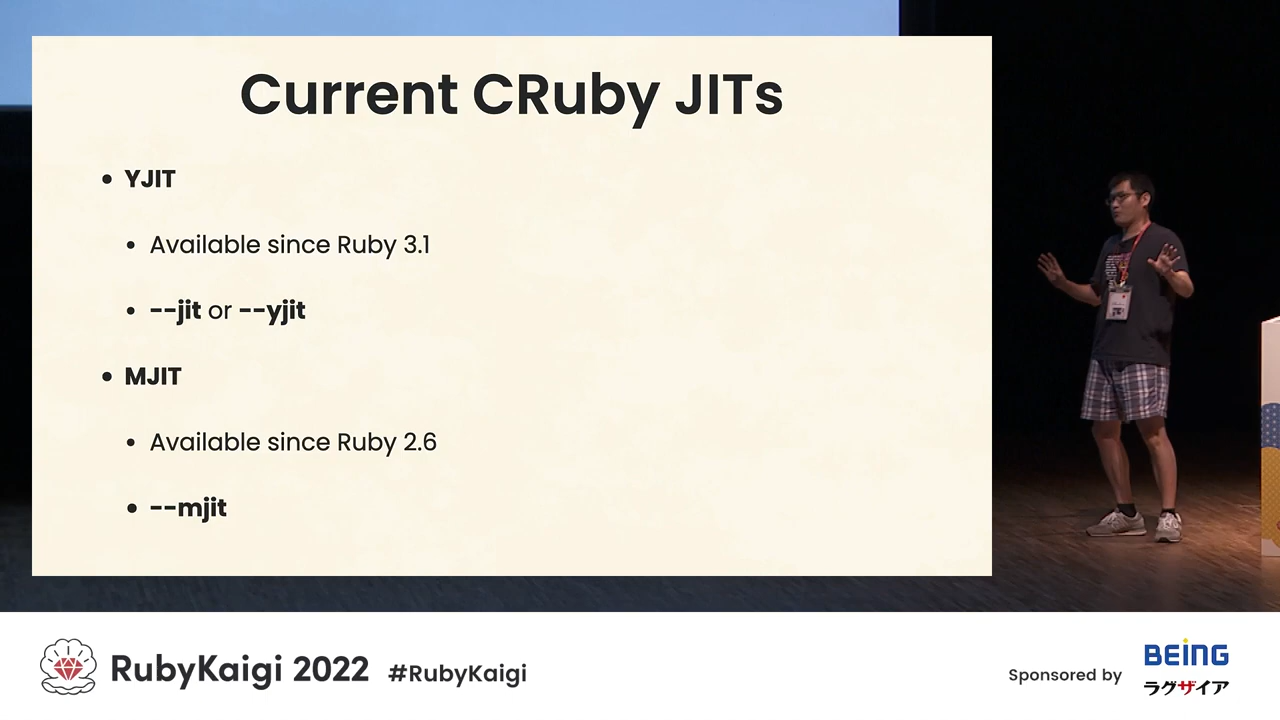 Current CRuby JITs
• YJIT
• Available since Ruby 3.1
• --jit or --yjit
• MJIT
• Available since Ruby 2.6
• --mjit
RubyKaigi 2022 #RubyKaigi
Sponsored by
BEING
ラグザイア